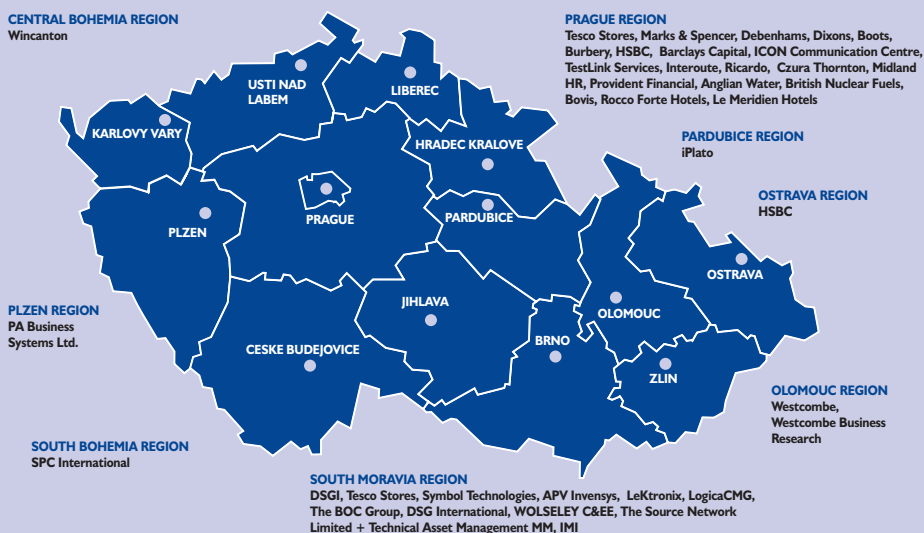 CENTRAL BOHEMIA REGION
Wincanton
PRAGUE REGION
Tesco Stores, Marks & Spencer, Debenhams, Dixons, Boots,
Burbery, HSBC, Barclays Capital, ICON Communication Centre,
TestLink Services, Interoute, Ricardo, Czura Thornton, Midland
HR, Provident Financial, Anglian Water, British Nuclear Fuels,
Bovis, Rocco Forte Hotels, Le Meridien Hotels
USTI NAD
LABEM
LIBEREC
KARLOVY VARY
HRADEC KRALOVE
PARDUBICE REGION
iPlato
PRAGUE
PARDUBICE
PLZEN
OSTRAVA REGION
HSBC
OSTRAVA
JIHLAVA
OLOMOUC
PLZEN REGION
PA Business
Systems Ltd.
CESKE BUDEJOVICE
BRNO
ZLIN
OLOMOUC REGION
Westcombe,
Westcombe Business
Research
SOUTH BOHEMIA REGION
SPC International
SOUTH MORAVIA REGION
DSGI, Tesco Stores, Symbol Technologies, APV Invensys, LeKtronix, LogicaCMG,
The BOC Group, DSG International, WOLSELEY C&EE, The Source Network
Limited + Technical Asset Management MM, IMI